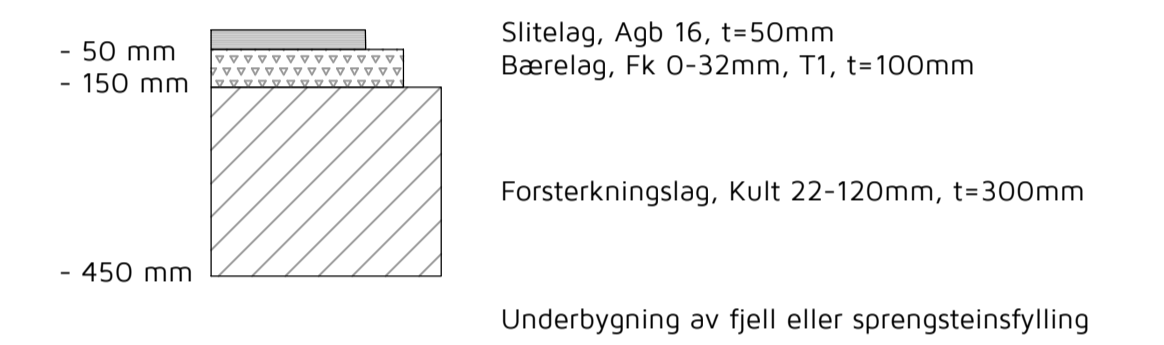 - 50 mm
- 150 mm
- 450 mm
Slitelag, Agb 16, t=50mm
Bærelag, Fk 0-32mm, T1, t=100mm
Forsterkningslag, Kult 22-120mm, t=300mm
Underbygning av fjell eller sprengsteinsfylling